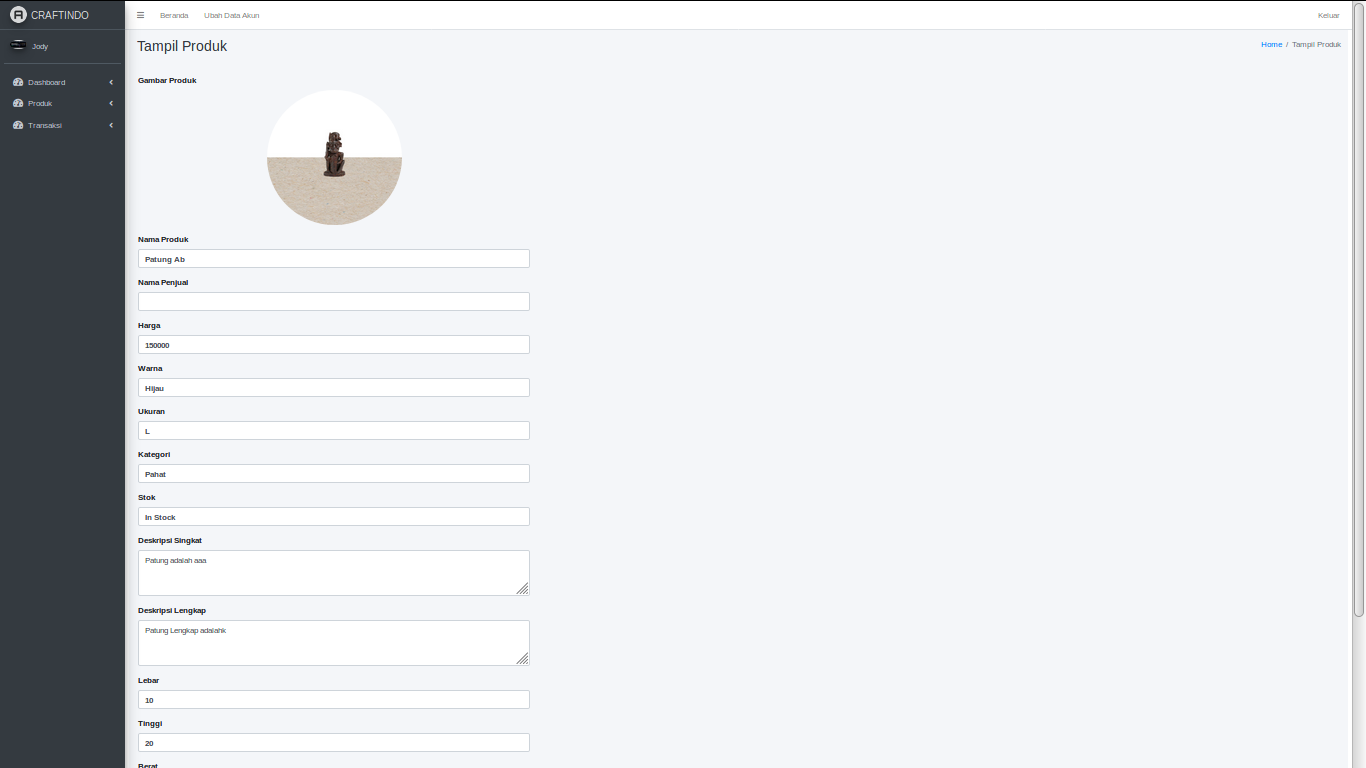 CRAFTINDO
Beranda
Ubah Data Akun
Keluar
Jody
Dashboard
Produk
Transaksi
Tampil Produk
Home / Tampil Produk
Gambar Produk
Nama Produk
Patung Ab
Nama Penjual
Harga
150000
Warna
Hijau
Ukuran
L
Kategori
Pahat
Stok
In Stock
Deskripsi Singkat
Patung adalah aaa
Deskripsi Lengkap
Patung Lengkap adalahk
Lebar
10
Tinggi
20
Berat